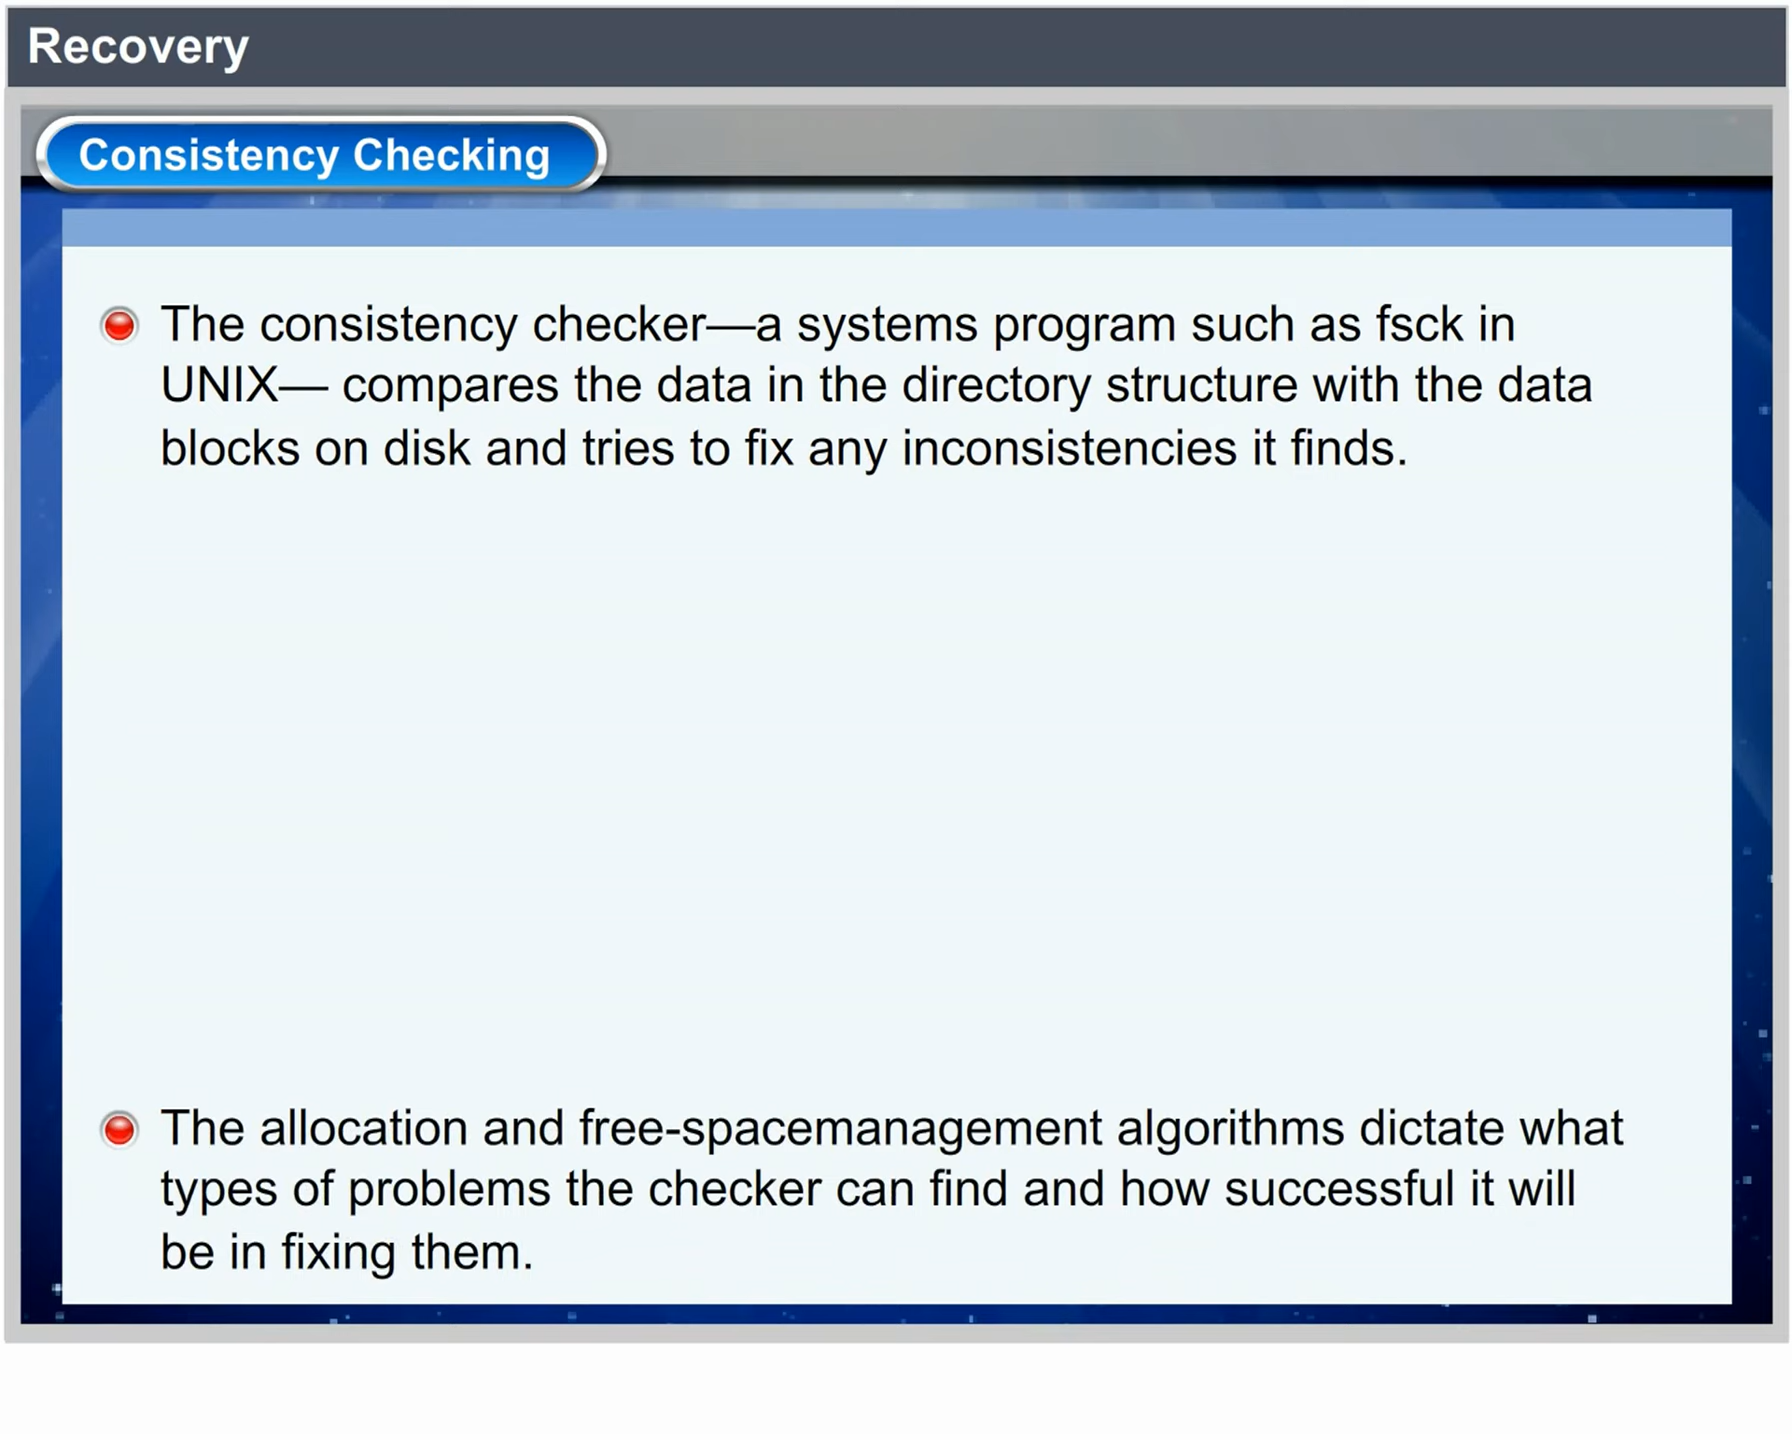 Recovery
Consistency Checking
The consistency checker—a systems program such as fsck in
UNIX— compares the data in the directory structure with the data
blocks on disk and tries to fix any inconsistencies it finds.
The allocation and free-spacemanagement algorithms dictate what
types of problems the checker can find and how successful it will
be in fixing them.